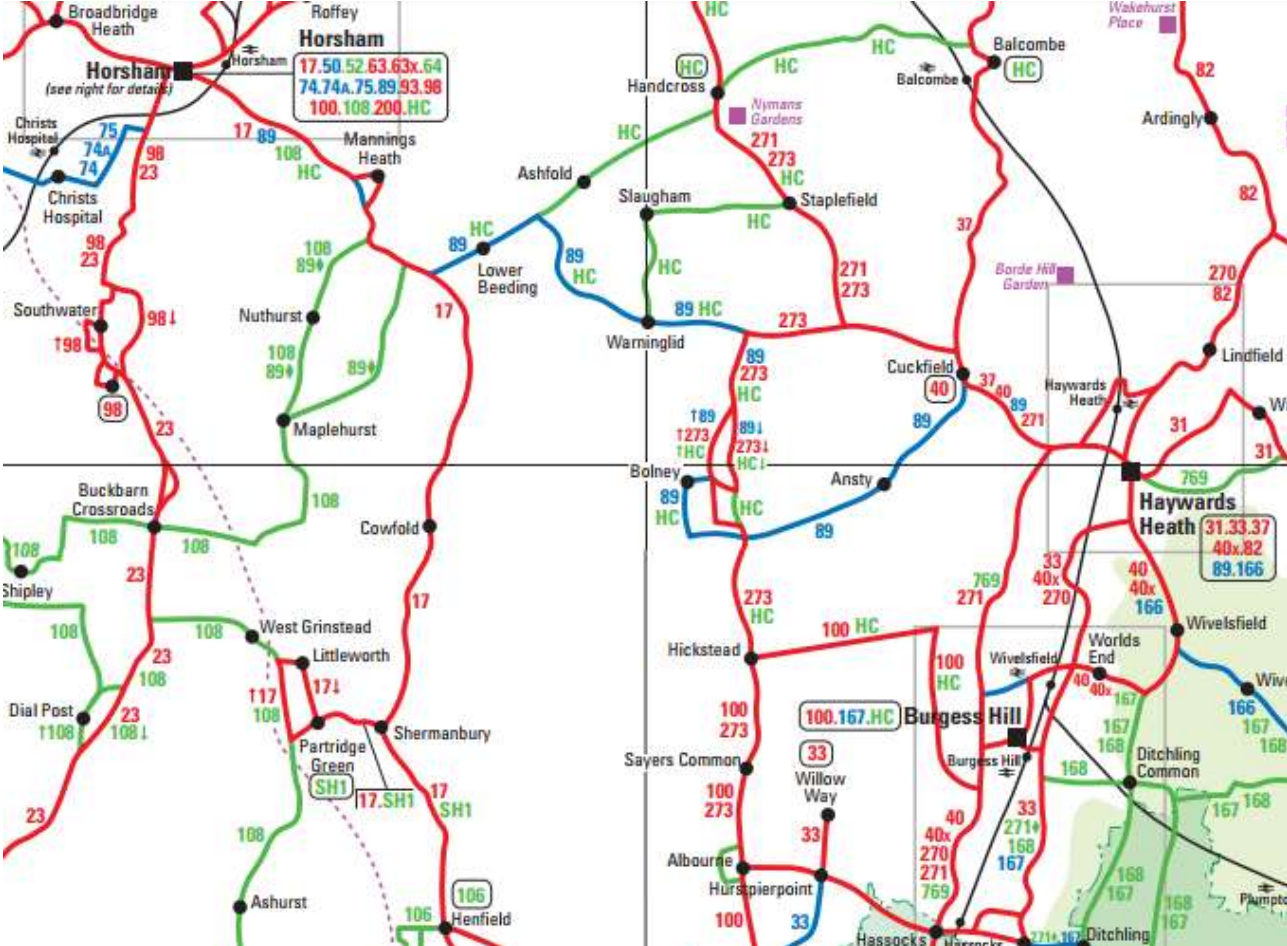 Broadbridge
Heath
Roffey
Horsham
Horsham
Horsham
(see right for details)
17.50.52.63.63x.64
74.74A.75.89.93.98
100.108.200.HC
Christs
Hospital
75
74A
74
Christs
Hospital
98
23
17
89
108
HC
Mannings
Heath
HC
HC
Handcross
HC
HC
Balcombe
HC
Balcombe
Wakehurst
Place
82
Ardingly
Nymans
Gardens
HC
271
273
HC
Ashfold
Slaugham
Staplefield
HC
82
98
23
108
89♦
89
HC
Lower
Beeding
89
HC
HC
37
271
273
Borde Hill
Garden
270
82
Southwater
98↓
↑98
98
Nuthurst
108
89♦
89♦
17
Warninglid
89 HC
273
Cuckfield
40
37
40
89
271
Haywards
Heath
Lindfield
23
Maplehurst
89
273
HC
↑89
↑273
↑HC
89↓
273↓
HC↓
89
31
31
Bolney
89
HC
HC
Ansty
89
769
Haywards
Heath
31.33.37
40x.82
89.166
Buckbarn
Crossroads
108
108
108
108
Shipley
Cowfold
23
17
273
HC
769
271
33
40x
270
40
40x
166
108
108
West Grinstead
Littleworth
23
108
↑17
108
17↓
Hickstead
100 HC
100
HC
Wivelsfield
Worlds
End
Wivelsfield
40
40x
167
166
167
168
Dial Post
↑108
23
108↓
Partridge
Green
SH1
Shermanbury
17.SH1
17
SH1
100
273
100.167.HC
Burgess Hill
Burgess Hill
167
168
Sayers Common
33
Willow
Way
Ditchling
Common
168
167 168
23
108
100
273
33
40
40x
270
271
769
33
271♦
168
167
Albourne
Hurstpierpoint
168
167
168
167
Ashurst
106
106
Henfield
100
33
Hassocks
Hassocks
271♦
167
Ditchling